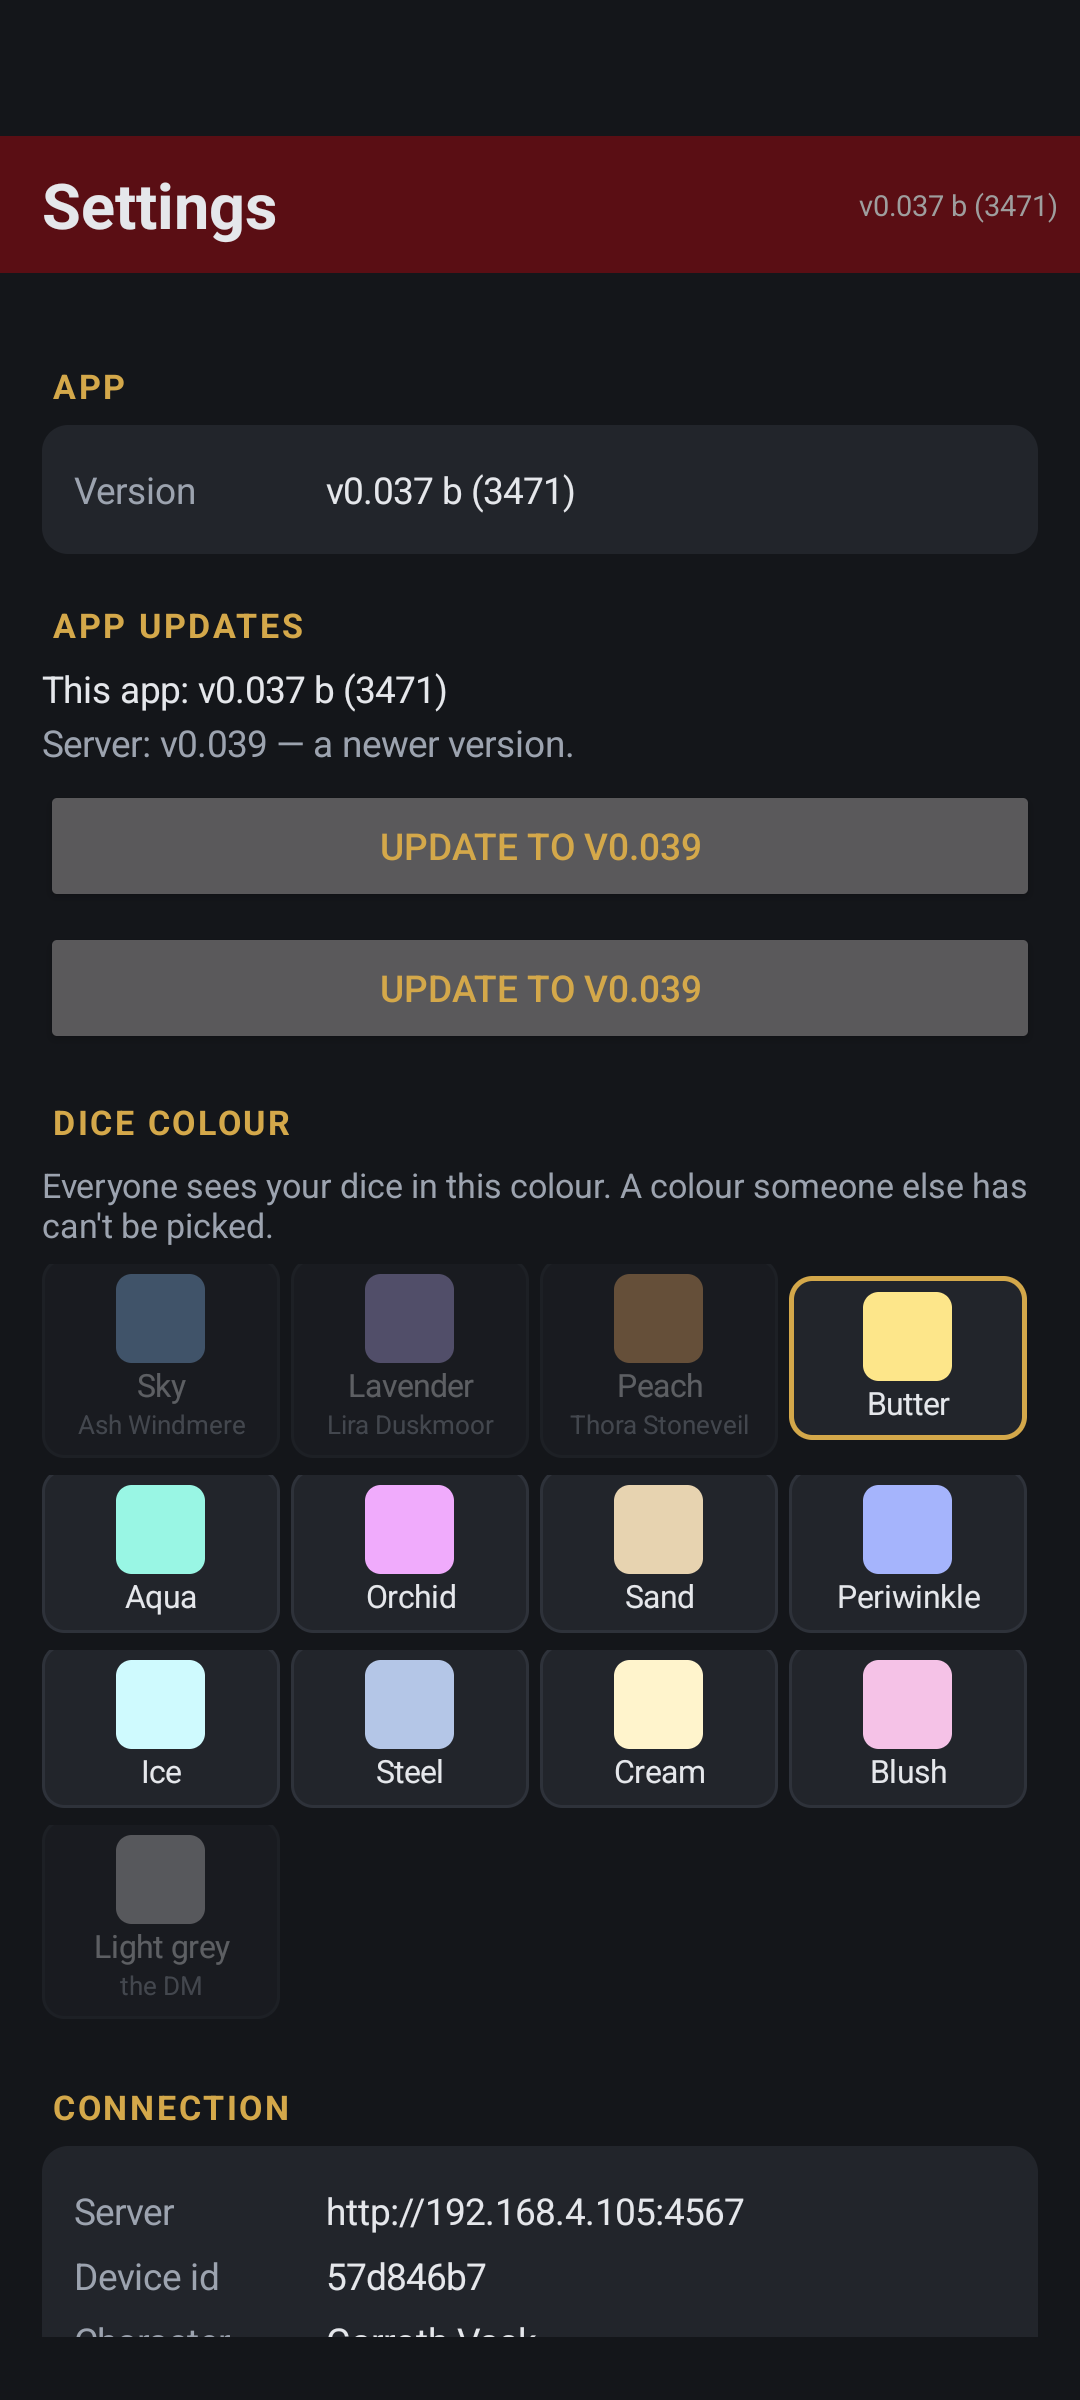 Settings
v0.037 b (3471)
APP
Version v0.037 b (3471)
APP UPDATES
This app: v0.037 b (3471)
Server: v0.039 — a newer version.
UPDATE TO V0.039
UPDATE TO V0.039
DICE COLOUR
Everyone sees your dice in this colour. A colour someone else has
can't be picked.
Sky Lavender Peach Butter
Ash Windmere Lira Duskmoor Thora Stoneveil
Aqua Orchid Sand Periwinkle
Ice Steel Cream Blush
Light grey
the DM
CONNECTION
Server http://192.168.4.105:4567
Device id 57d846b7
Character